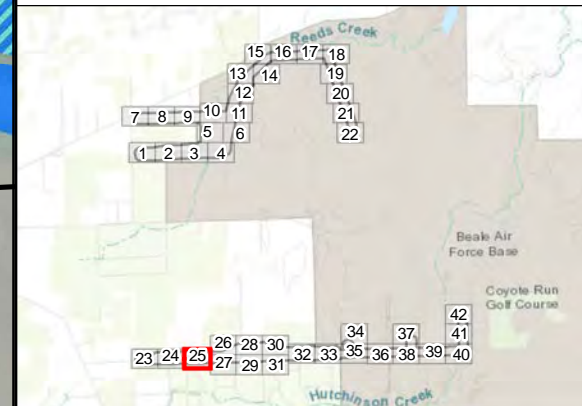 Reeds Creek
15 16 17 18
13 14 19
12 20
7 8 9 10 11 21
5 6 22
1 2 3 4
Beale Air
Force Base
Coyote Run
Golf Course
42
34 37 41
26 28 30
23 24 25 27 29 31 32 33 35 36 38 39 40
Hutchinson Creek